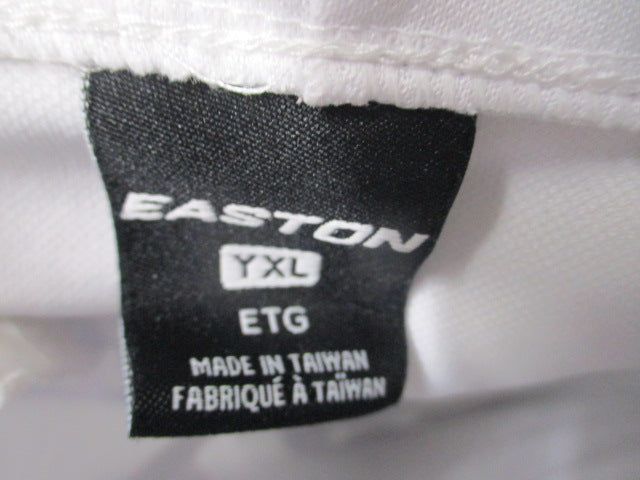 EASTON
YXL
ETG
MADE IN TAIWAN
FABRIQUÉ À TAÏWAN